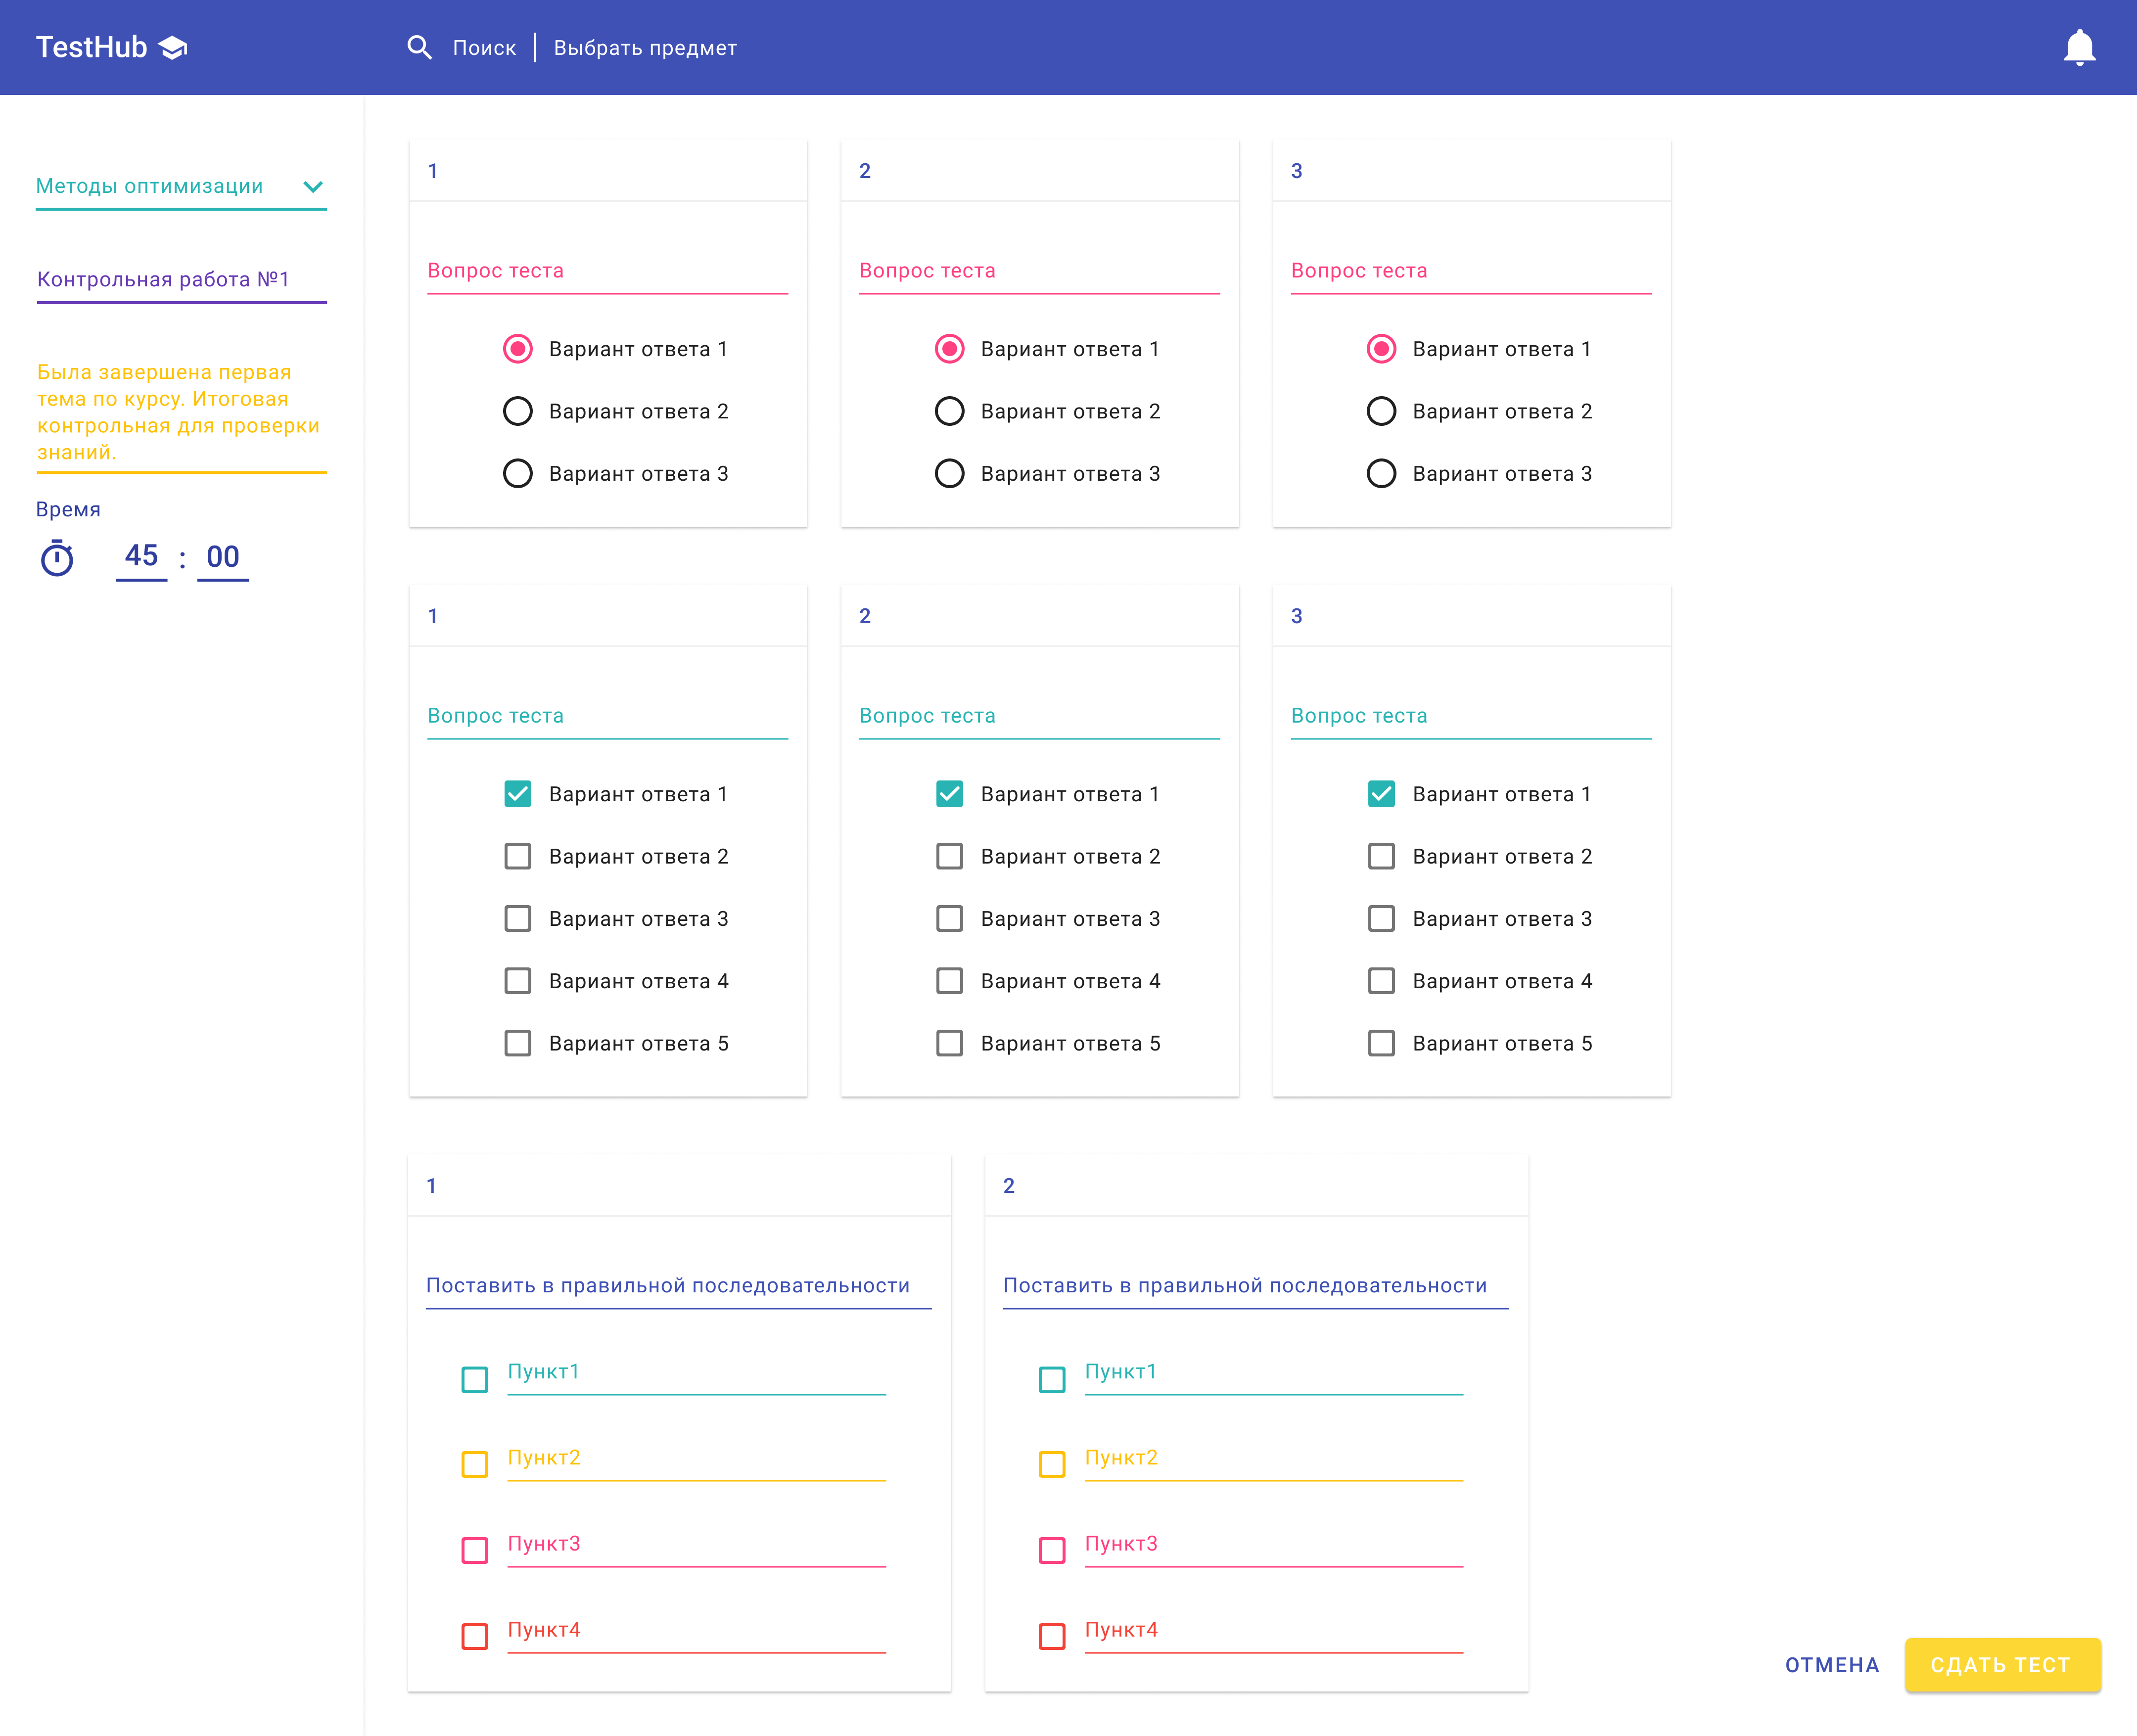 TestHub
Поиск
Выбрать предмет
Методы оптимизации
Контрольная работа №1
Была завершена первая
тема по курсу. Итоговая
контрольная для проверки
знаний.
Время
45 : 00
1
Вопрос теста
Вариант ответа 1
Вариант ответа 2
Вариант ответа 3
2
Вопрос теста
Вариант ответа 1
Вариант ответа 2
Вариант ответа 3
3
Вопрос теста
Вариант ответа 1
Вариант ответа 2
Вариант ответа 3
1
Вопрос теста
Вариант ответа 1
Вариант ответа 2
Вариант ответа 3
Вариант ответа 4
Вариант ответа 5
2
Вопрос теста
Вариант ответа 1
Вариант ответа 2
Вариант ответа 3
Вариант ответа 4
Вариант ответа 5
3
Вопрос теста
Вариант ответа 1
Вариант ответа 2
Вариант ответа 3
Вариант ответа 4
Вариант ответа 5
1
Поставить в правильной последовательности
Пункт1
Пункт2
Пункт3
Пункт4
2
Поставить в правильной последовательности
Пункт1
Пункт2
Пункт3
Пункт4
ОТМЕНА
СДАТЬ ТЕСТ